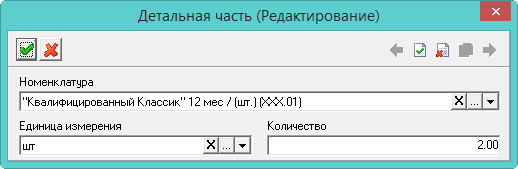 Детальная часть (Редактирование)
Номенклатура
"Квалифицированный Классик" 12 мес / (шт.) (XXX.01)
Единица измерения Количество
шт 2.00